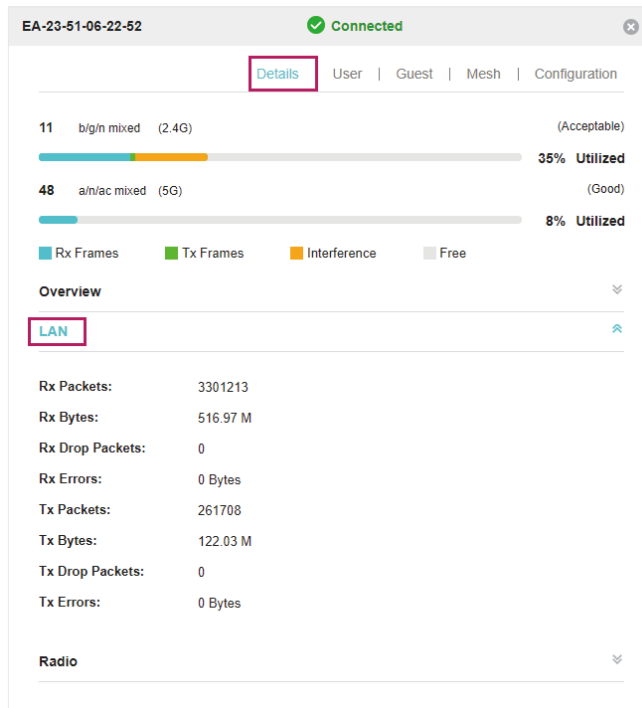 EA-23-51-06-22-52 Connected
Details User | Guest | Mesh | Configuration
11 b/g/n mixed (2.4G) (Acceptable)
35% Utilized
48 a/n/ac mixed (5G) (Good)
8% Utilized
Rx Frames Tx Frames Interference Free
Overview
LAN
Rx Packets: 3301213
Rx Bytes: 516.97 M
Rx Drop Packets: 0
Rx Errors: 0 Bytes
Tx Packets: 261708
Tx Bytes: 122.03 M
Tx Drop Packets: 0
Tx Errors: 0 Bytes
Radio